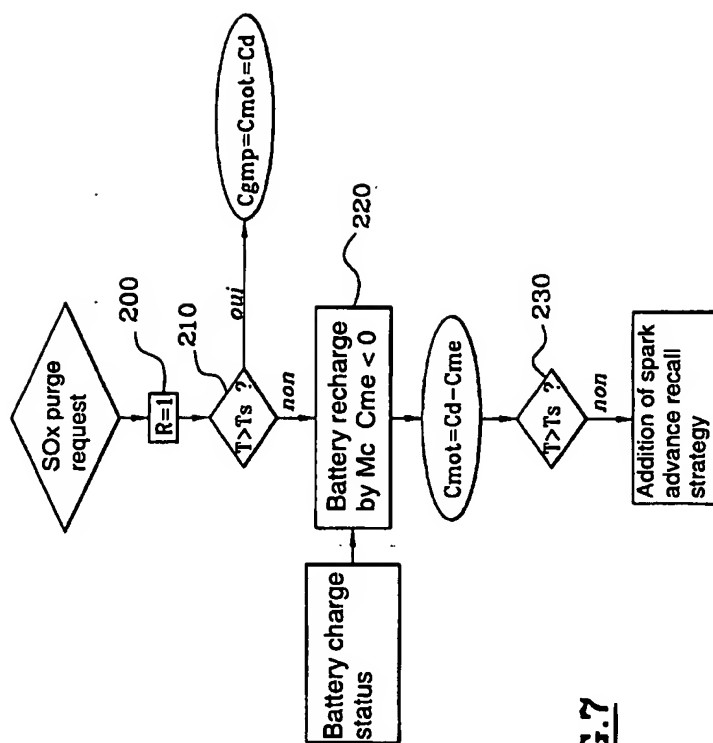 SOx purge
request
R=1
200
T>Ts ?
210
oui
Cgmp=Cmot=Cd
non
Battery charge
status
Battery recharge
by Mc Cme < 0
220
Cmot=Cd-Cme
T>Ts ?
230
non
Addition of spark
advance recall
strategy
.7